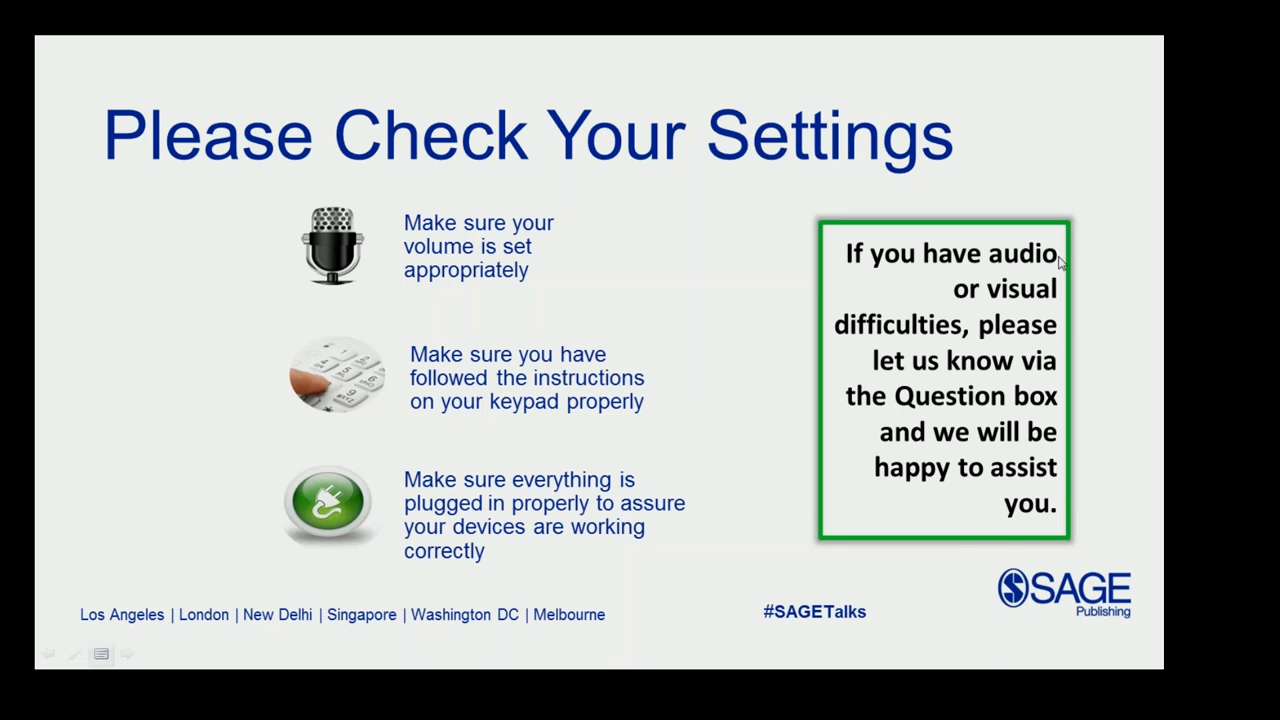 Please Check Your Settings
Make sure your
volume is set
appropriately
Make sure you have
followed the instructions
on your keypad properly
Make sure everything is
plugged in properly to assure
your devices are working
correctly
If you have audio
or visual
difficulties, please
let us know via
the Question box
and we will be
happy to assist
you.
Los Angeles | London | New Delhi | Singapore | Washington DC | Melbourne
#SAGETalks
SAGE
Publishing